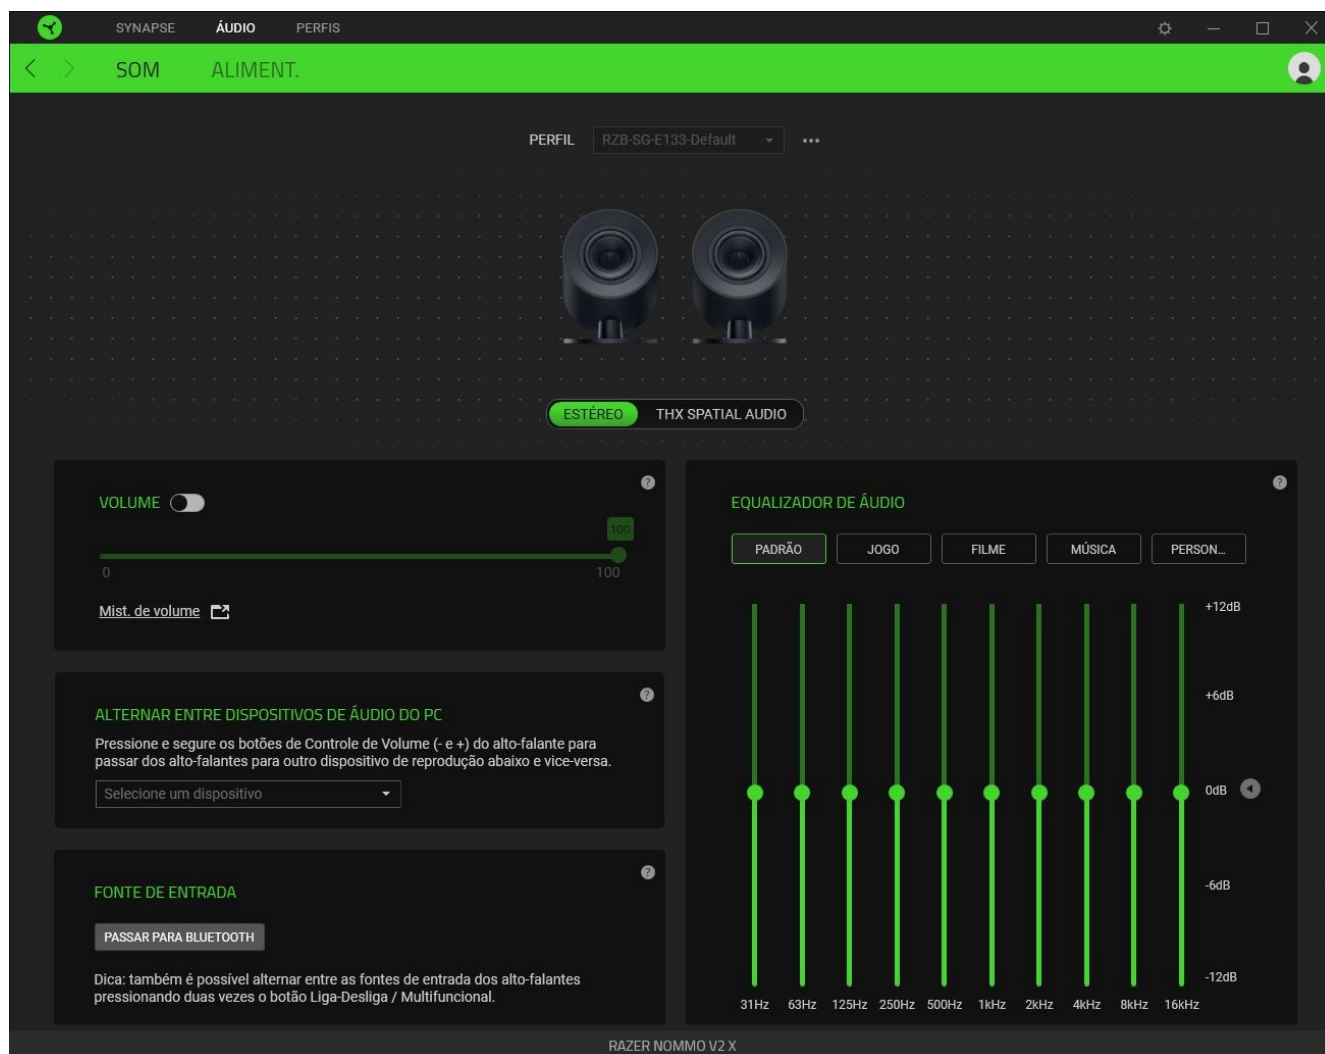 SYNAPSE ÁUDIO PERFIS
SOM ALIMENT.
PERFIL RZB-SG-E133-Default
ESTÉREO THX SPATIAL AUDIO
VOLUME
100
0 100
Mist. de volume
ALTERNAR ENTRE DISPOSITIVOS DE ÁUDIO DO PC
Pressione e segure os botões de Controle de Volume (- e +) do alto-falante para
passar dos alto-falantes para outro dispositivo de reprodução abaixo e vice-versa.
Selecione um dispositivo
FONTE DE ENTRADA
PASSAR PARA BLUETOOTH
Dica: também é possível alternar entre as fontes de entrada dos alto-falantes
pressionando duas vezes o botão Liga-Desliga / Multifuncional.
EQUALIZADOR DE ÁUDIO
PADRÃO JOGO FILME MÚSICA PERSON...
+12dB
+6dB
0dB
-6dB
-12dB
31Hz 63Hz 125Hz 250Hz 500Hz 1kHz 2kHz 4kHz 8kHz 16kHz
RAZER NOMMO V2 X